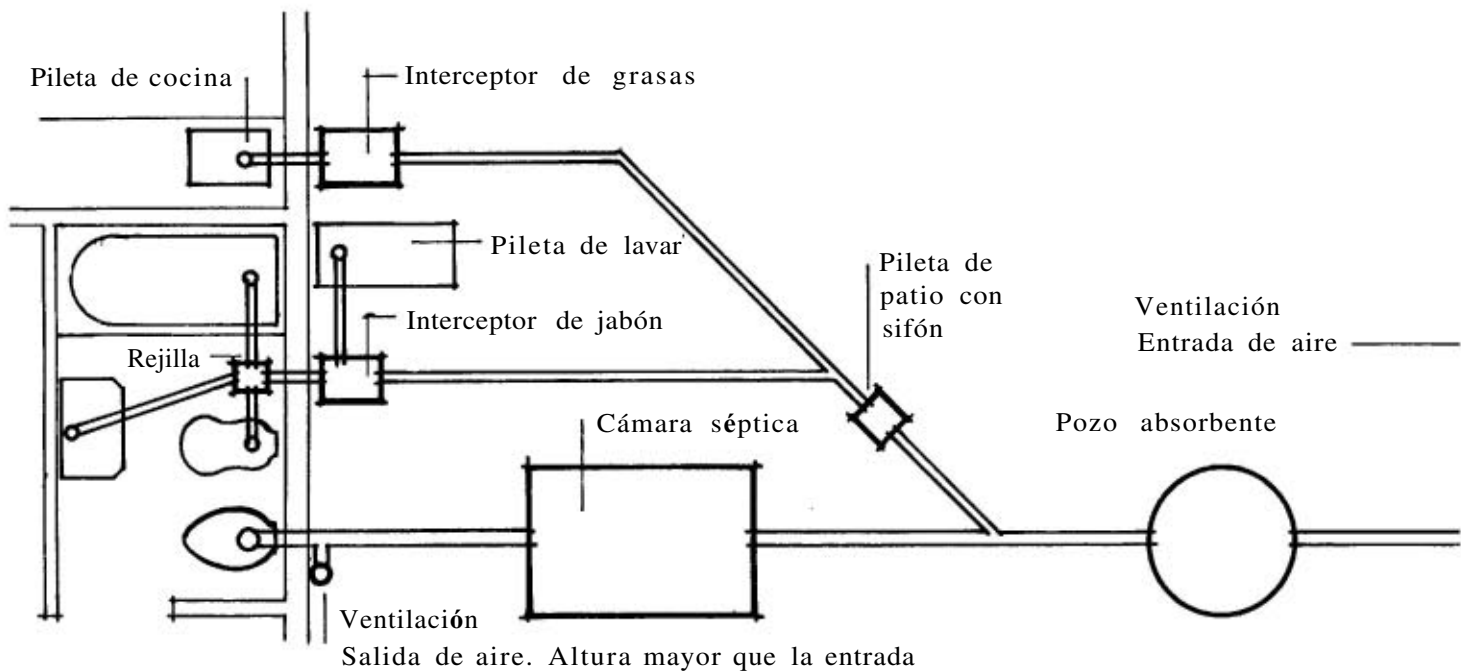 Pileta de cocina
Interceptor de grasas
Pileta de lavar
Pileta de
patio con
sifón
Ventilación
Entrada de aire
Interceptor de jabón
Rejilla
Cámara séptica
Pozo absorbente
Ventilación
Salida de aire. Altura mayor que la entrada